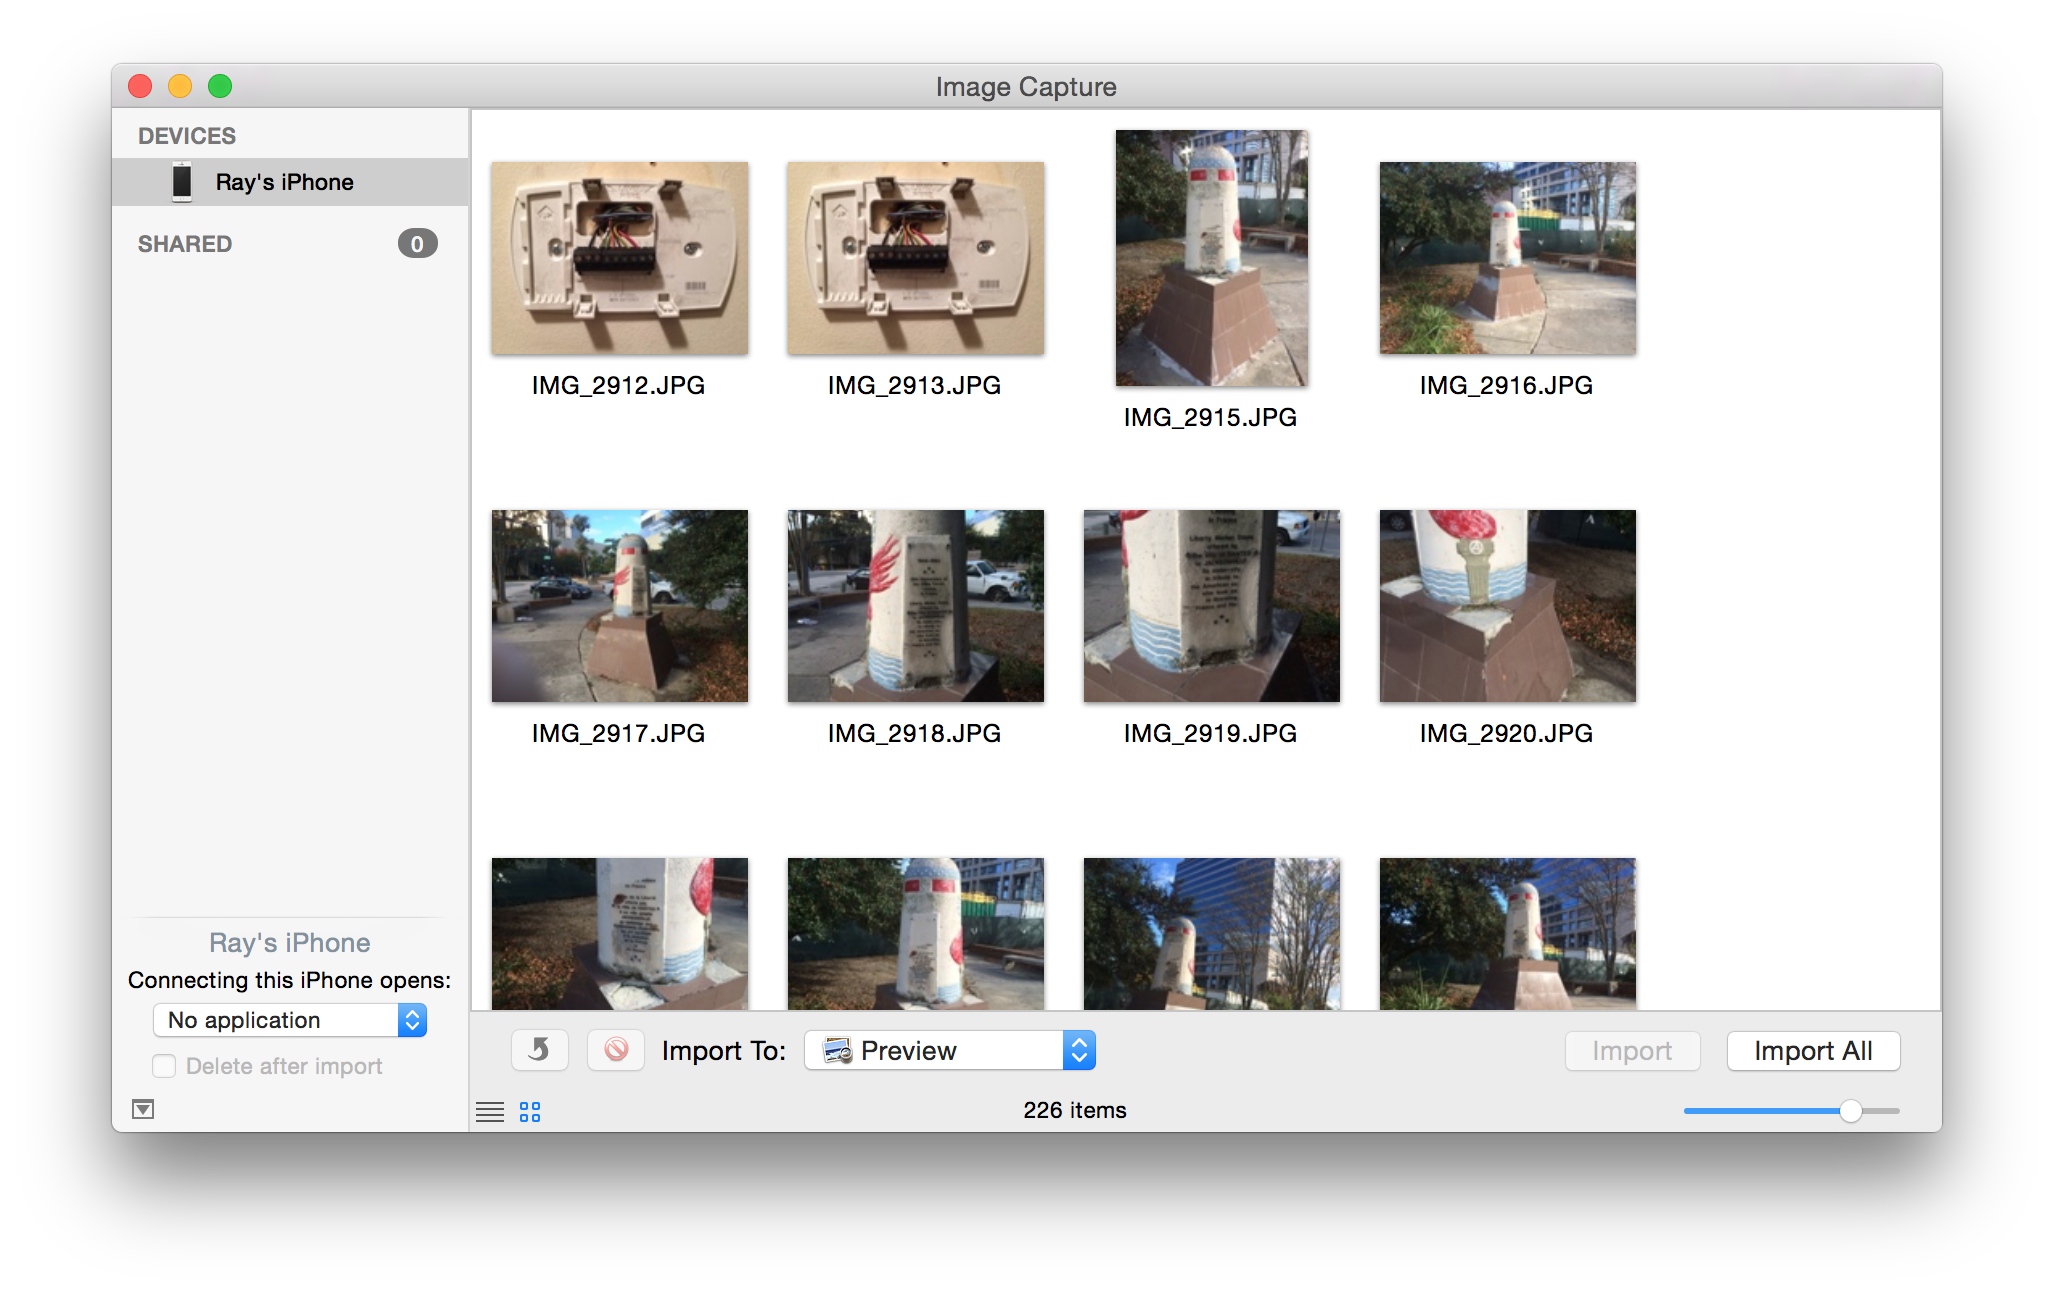 Image Capture
DEVICES
Ray's iPhone
SHARED
0
IMG_2912.JPG
IMG_2913.JPG
IMG_2915.JPG
IMG_2916.JPG
IMG_2917.JPG
IMG_2918.JPG
IMG_2919.JPG
IMG_2920.JPG
Ray's iPhone
Connecting this iPhone opens:
No application
Delete after import
Import To:
Preview
Import
Import All
226 items